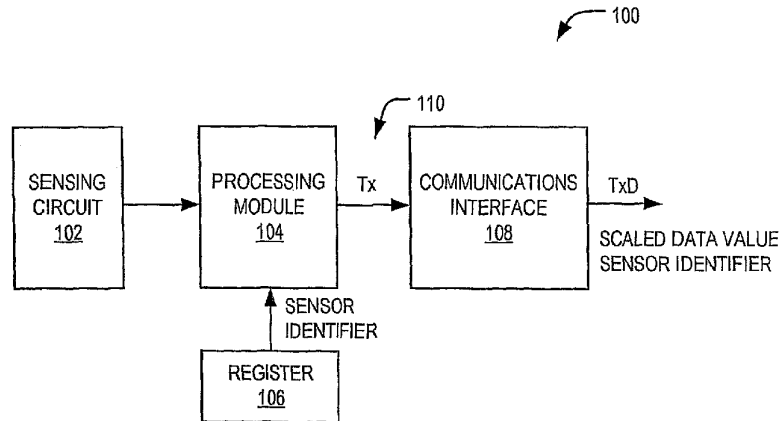 100
110
SENSING
CIRCUIT
102
PROCESSING
MODULE
104
Tx
COMMUNICATIONS
INTERFACE
108
TxD
SCALED DATA VALUE
SENSOR IDENTIFIER
SENSOR
IDENTIFIER
REGISTER
106